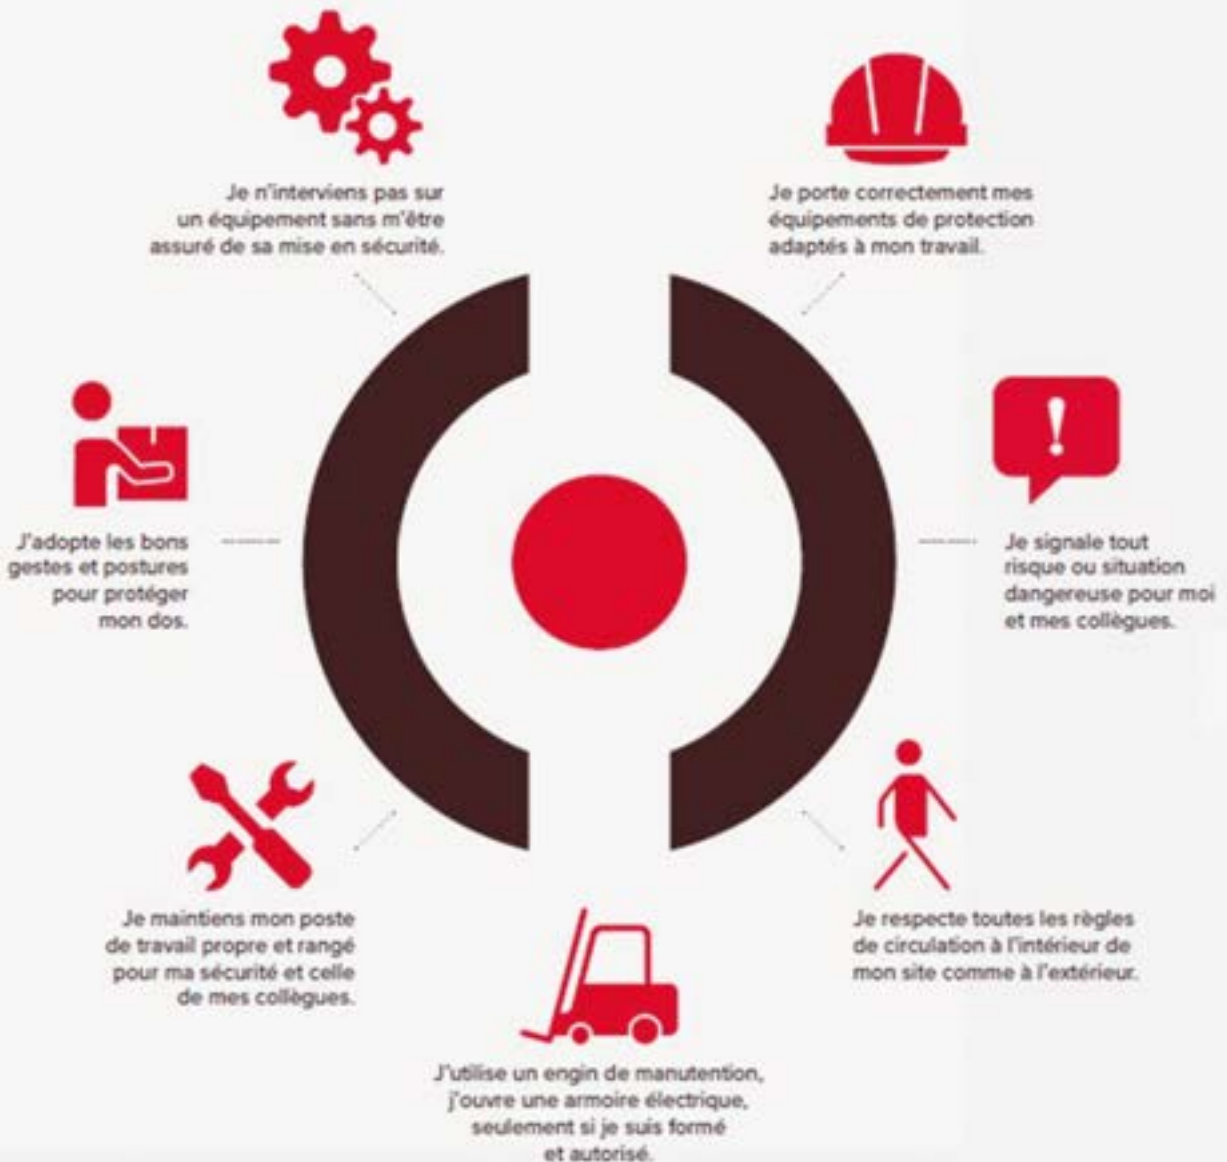 Je n'interviens pas sur
un équipement sans m'être
assuré de sa mise en sécurité.
Je porte correctement mes
équipements de protection
adaptés à mon travail.
J'adopte les bons
gestes et postures
pour protéger
mon dos.
Je signale tout
risque ou situation
dangereuse pour moi
et mes collègues.
Je maintiens mon poste
de travail propre et rangé
pour ma sécurité et celle
de mes collègues.
Je respecte toutes les règles
de circulation à l'intérieur de
mon site comme à l'extérieur.
J'utilise un engin de manutention,
j'ouvre une armoire électrique,
seulement si je suis formé
et autorisé.